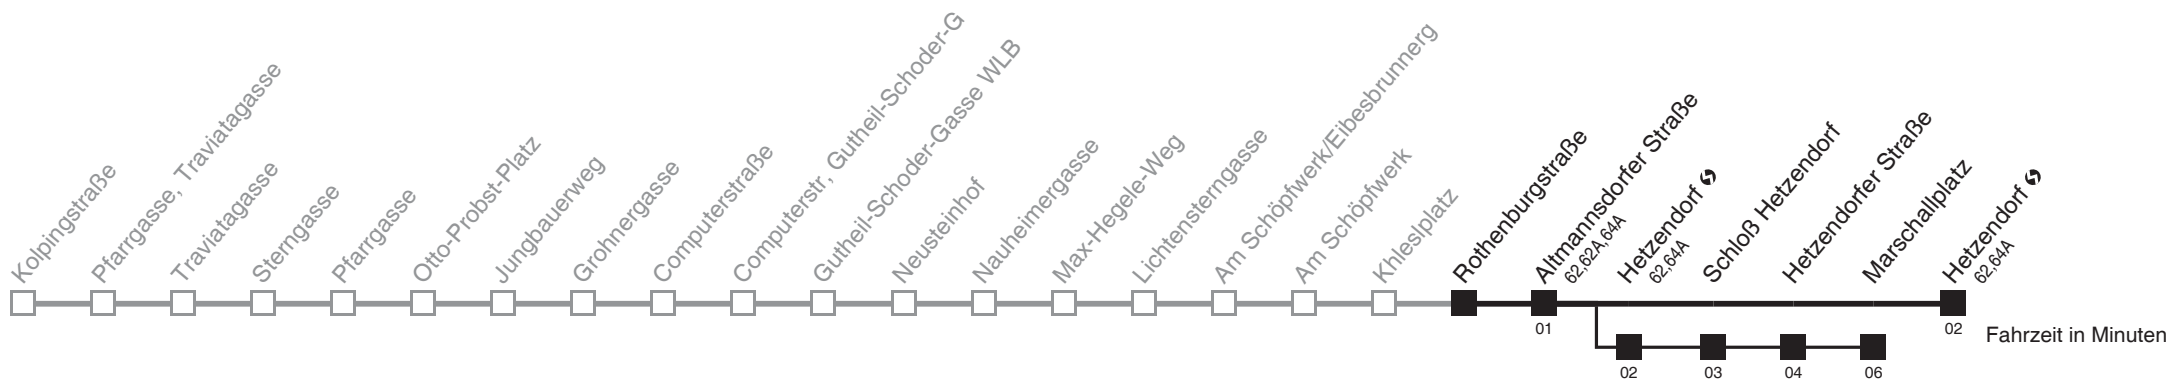 Kolpingstraße
Pfarrgasse, Traviatagasse
Traviatagasse
Sterngasse
Pfarrgasse
Otto-Probst-Platz
Jungbauerweg
Grohnergasse
Computerstraße
Computerstr, Gutheil-Schoder-G
Gutheil-Schoder-Gasse WLB
Neusteinhof
Nauheimergasse
Max-Hegele-Weg
Lichtensterngasse
Am Schöpfwerk/Eibesbrunnerg
Am Schöpfwerk
Khleslplatz
Rothenburgstraße
Altmannsdorfer Straße
62,62A,64A
Hetzendorf
62,64A
Schloß Hetzendorf
Hetzendorfer Straße
Marschallplatz
Hetzendorf
62,64A
01
02
Fahrzeit in Minuten
02
03
04
06